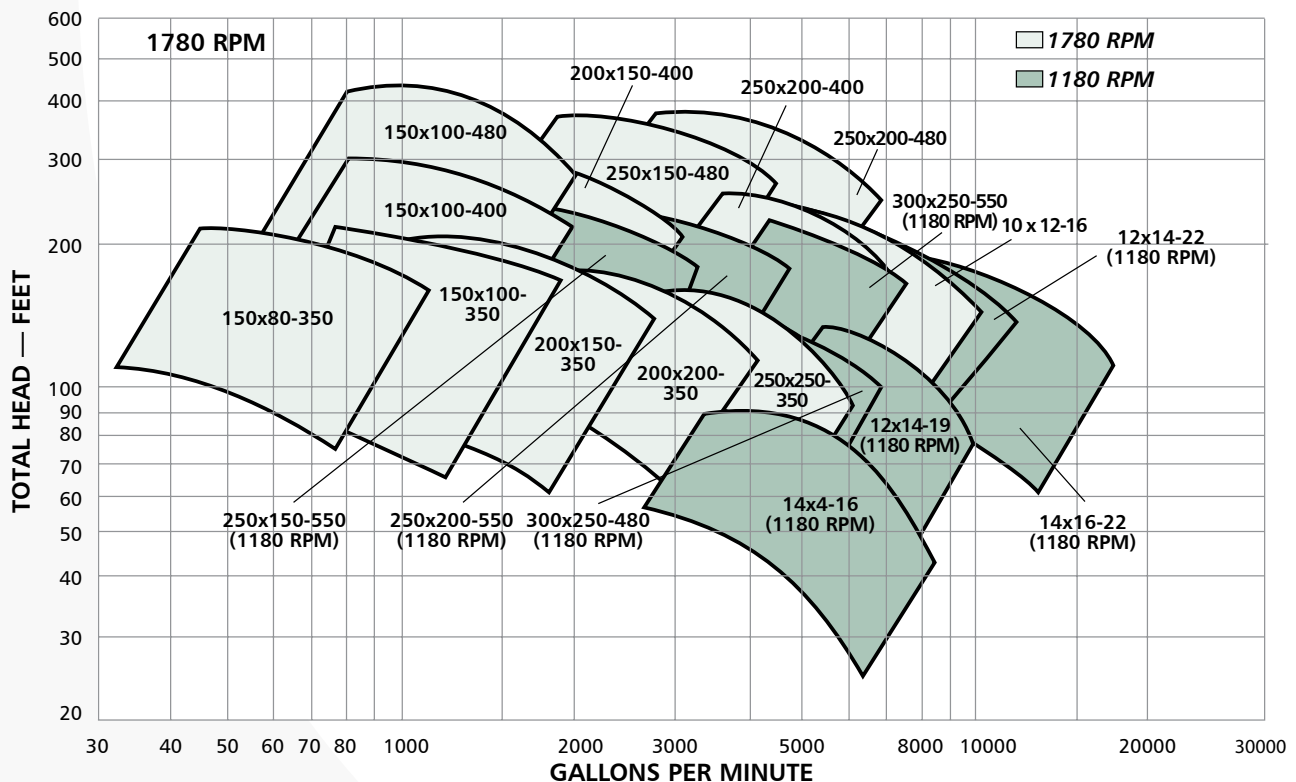 1780 RPM
1780 RPM
1180 RPM
600
500
400
300
200
100
90
80
70
60
50
40
30
20
TOTAL HEAD — FEET
200x150-400
250x200-400
150x100-480
250x200-480
250x150-480
300x250-550
(1180 RPM)
10 x 12-16
150x100-400
12x14-22
(1180 RPM)
150x80-350
150x100-
350
200x150-
350
200x200-
350
250x250-
350
12x14-19
(1180 RPM)
14x4-16
(1180 RPM)
250x150-550
(1180 RPM)
250x200-550
(1180 RPM)
300x250-480
(1180 RPM)
14x16-22
(1180 RPM)
30 40 50 60 70 80 1000 2000 3000 5000 8000 10000 20000 30000
GALLONS PER MINUTE